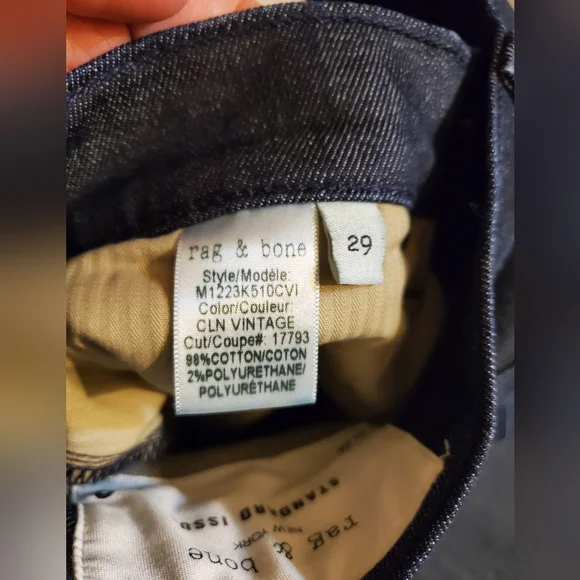 rag & bone
29
Style/Modèle:
M1223K510CVI
Color/Couleur:
CLN VINTAGE
Cut/Coupe#: 17793
98%COTTON/COTON
2%POLYURETHANE/
POLYURÉTHANE
STANDARD ISSU
NEW YORK
rag & bone